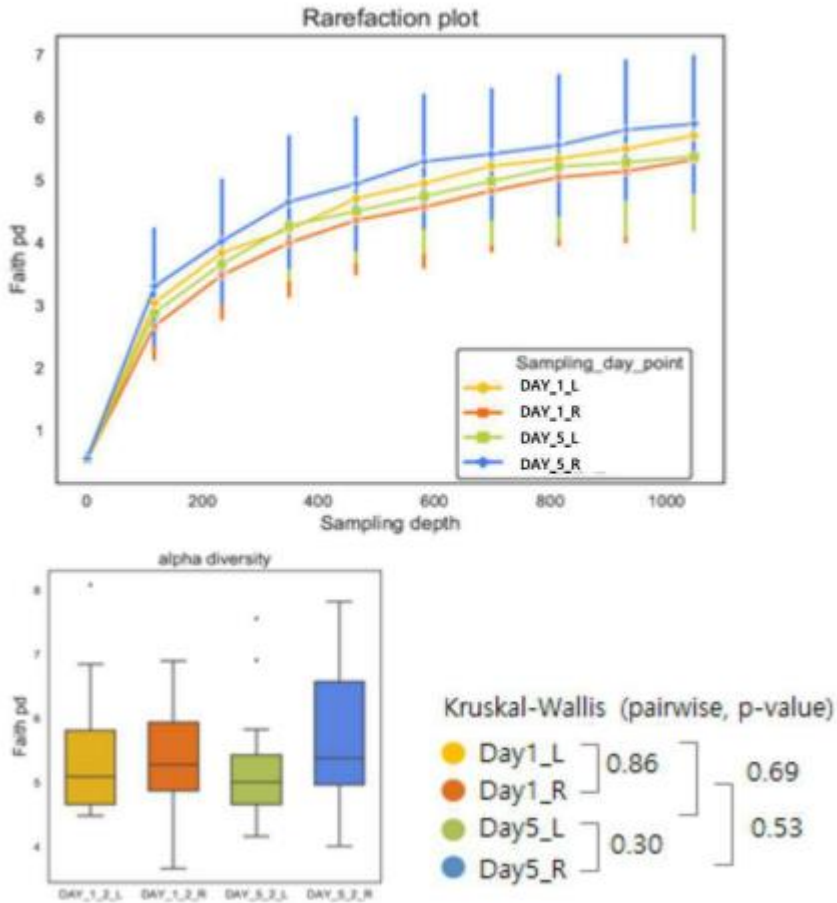 Rarefaction plot
7
6
5
4
3
2
1
Faith pd
0 200 400 600 800 1000
Sampling depth
Sampling_day_point
DAY_1_L
DAY_1_R
DAY_5_L
DAY_5_R
alpha diversity
8
7
6
5
4
Faith pd
DAY_1_2_L DAY_1_2_R DAY_5_2_L DAY_5_2_R
Kruskal-Wallis (pairwise, p-value)
Day1_L
0.86
Day1_R
0.69
Day5_L
0.30
Day5_R
0.53